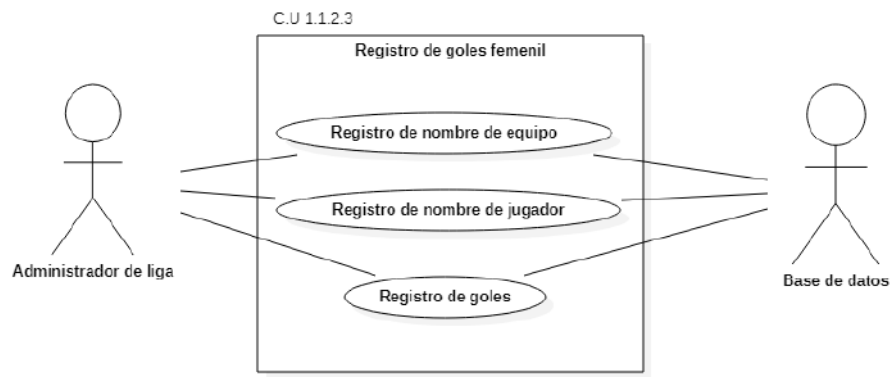 C.U 1.1.2.3
Registro de goles femenil
Registro de nombre de equipo
Registro de nombre de jugador
Administrador de liga
Base de datos
Registro de goles